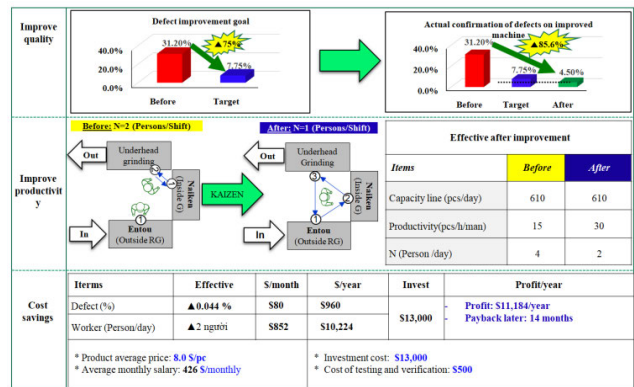 Improve quality
Defect improvement goal
40.0%
20.0%
0.0%
31.20%
▲75%
7.75%
Before
Target
Actual confirmation of defects on improved machine
40.0%
20.0%
0.0%
31.20%
▲85.6%
7.75%
4.50%
Before
Target
After
Improve productivit y
Before: N=2 (Persons/Shift)
Out
Underhead grinding
Naiken (Inside G)
1
Entou (Outside RG)
In
KAIZEN
After: N=1 (Persons/Shift)
Out
Underhead Grinding
3
2
1
Naiken (Inside G)
Entou (Outside RG)
In
Effective after improvement
Items Before After
Capacity line (pcs/day) 610 610
Productivity(pcs/h/man) 15 30
N (Person /day) 4 2
Cost savings
Iterms Effective $/month $/year Invest Profit/year
Defect (%) ▲0.044 % $80 $960
Worker (Person/day) ▲2 người $852 $10,224
$13,000
- Profit: $11,184/year
- Payback later: 14 months
* Product average price: 8.0 $/pc
* Average monthly salary: 426 $/monthly
* Investment cost: $13,000
* Cost of testing and verification: $500